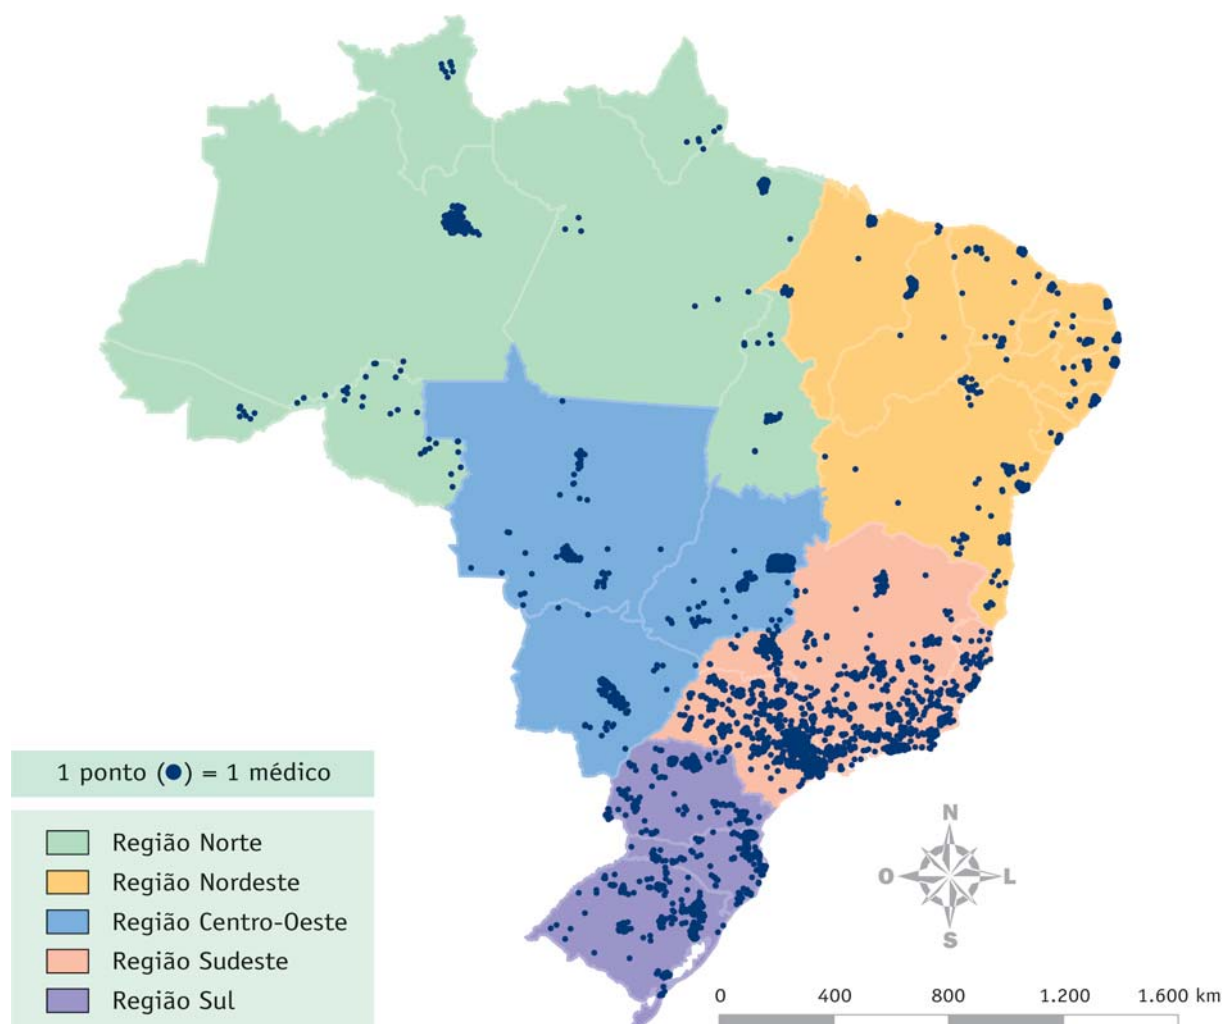 1 ponto (●) = 1 médico
Região Norte
Região Nordeste
Região Centro-Oeste
Região Sudeste
Região Sul
N
O L
S
0 400 800 1.200 1.600 km